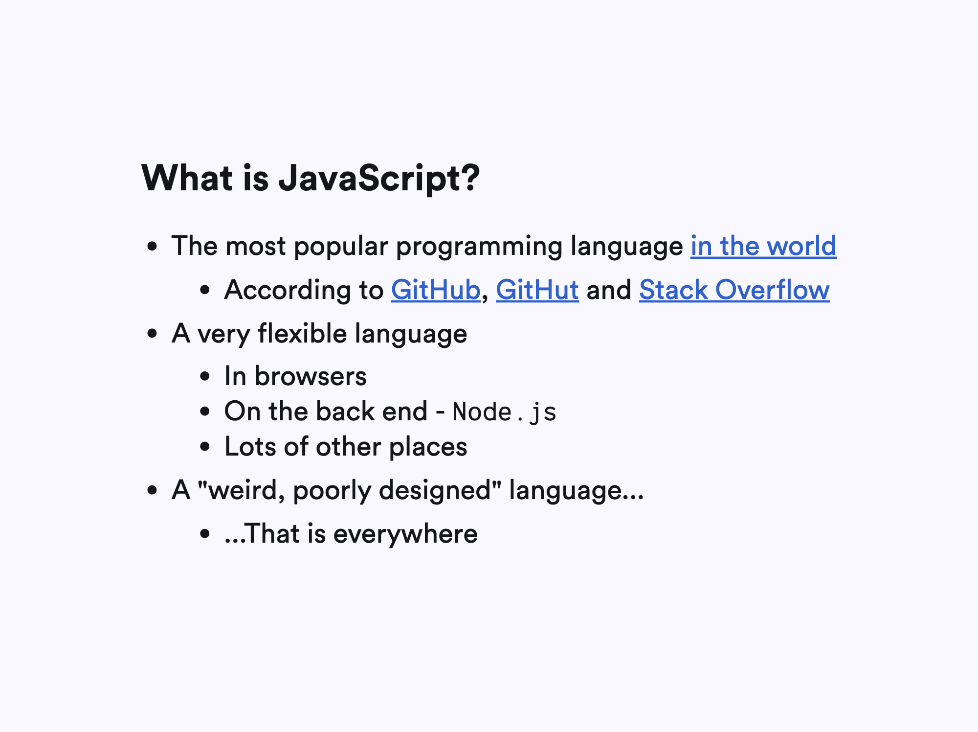 What is JavaScript?
• The most popular programming language in the world
• According to GitHub, GitHut and Stack Overflow
• A very flexible language
• In browsers
• On the back end - Node.js
• Lots of other places
• A "weird, poorly designed" language...
• ...That is everywhere